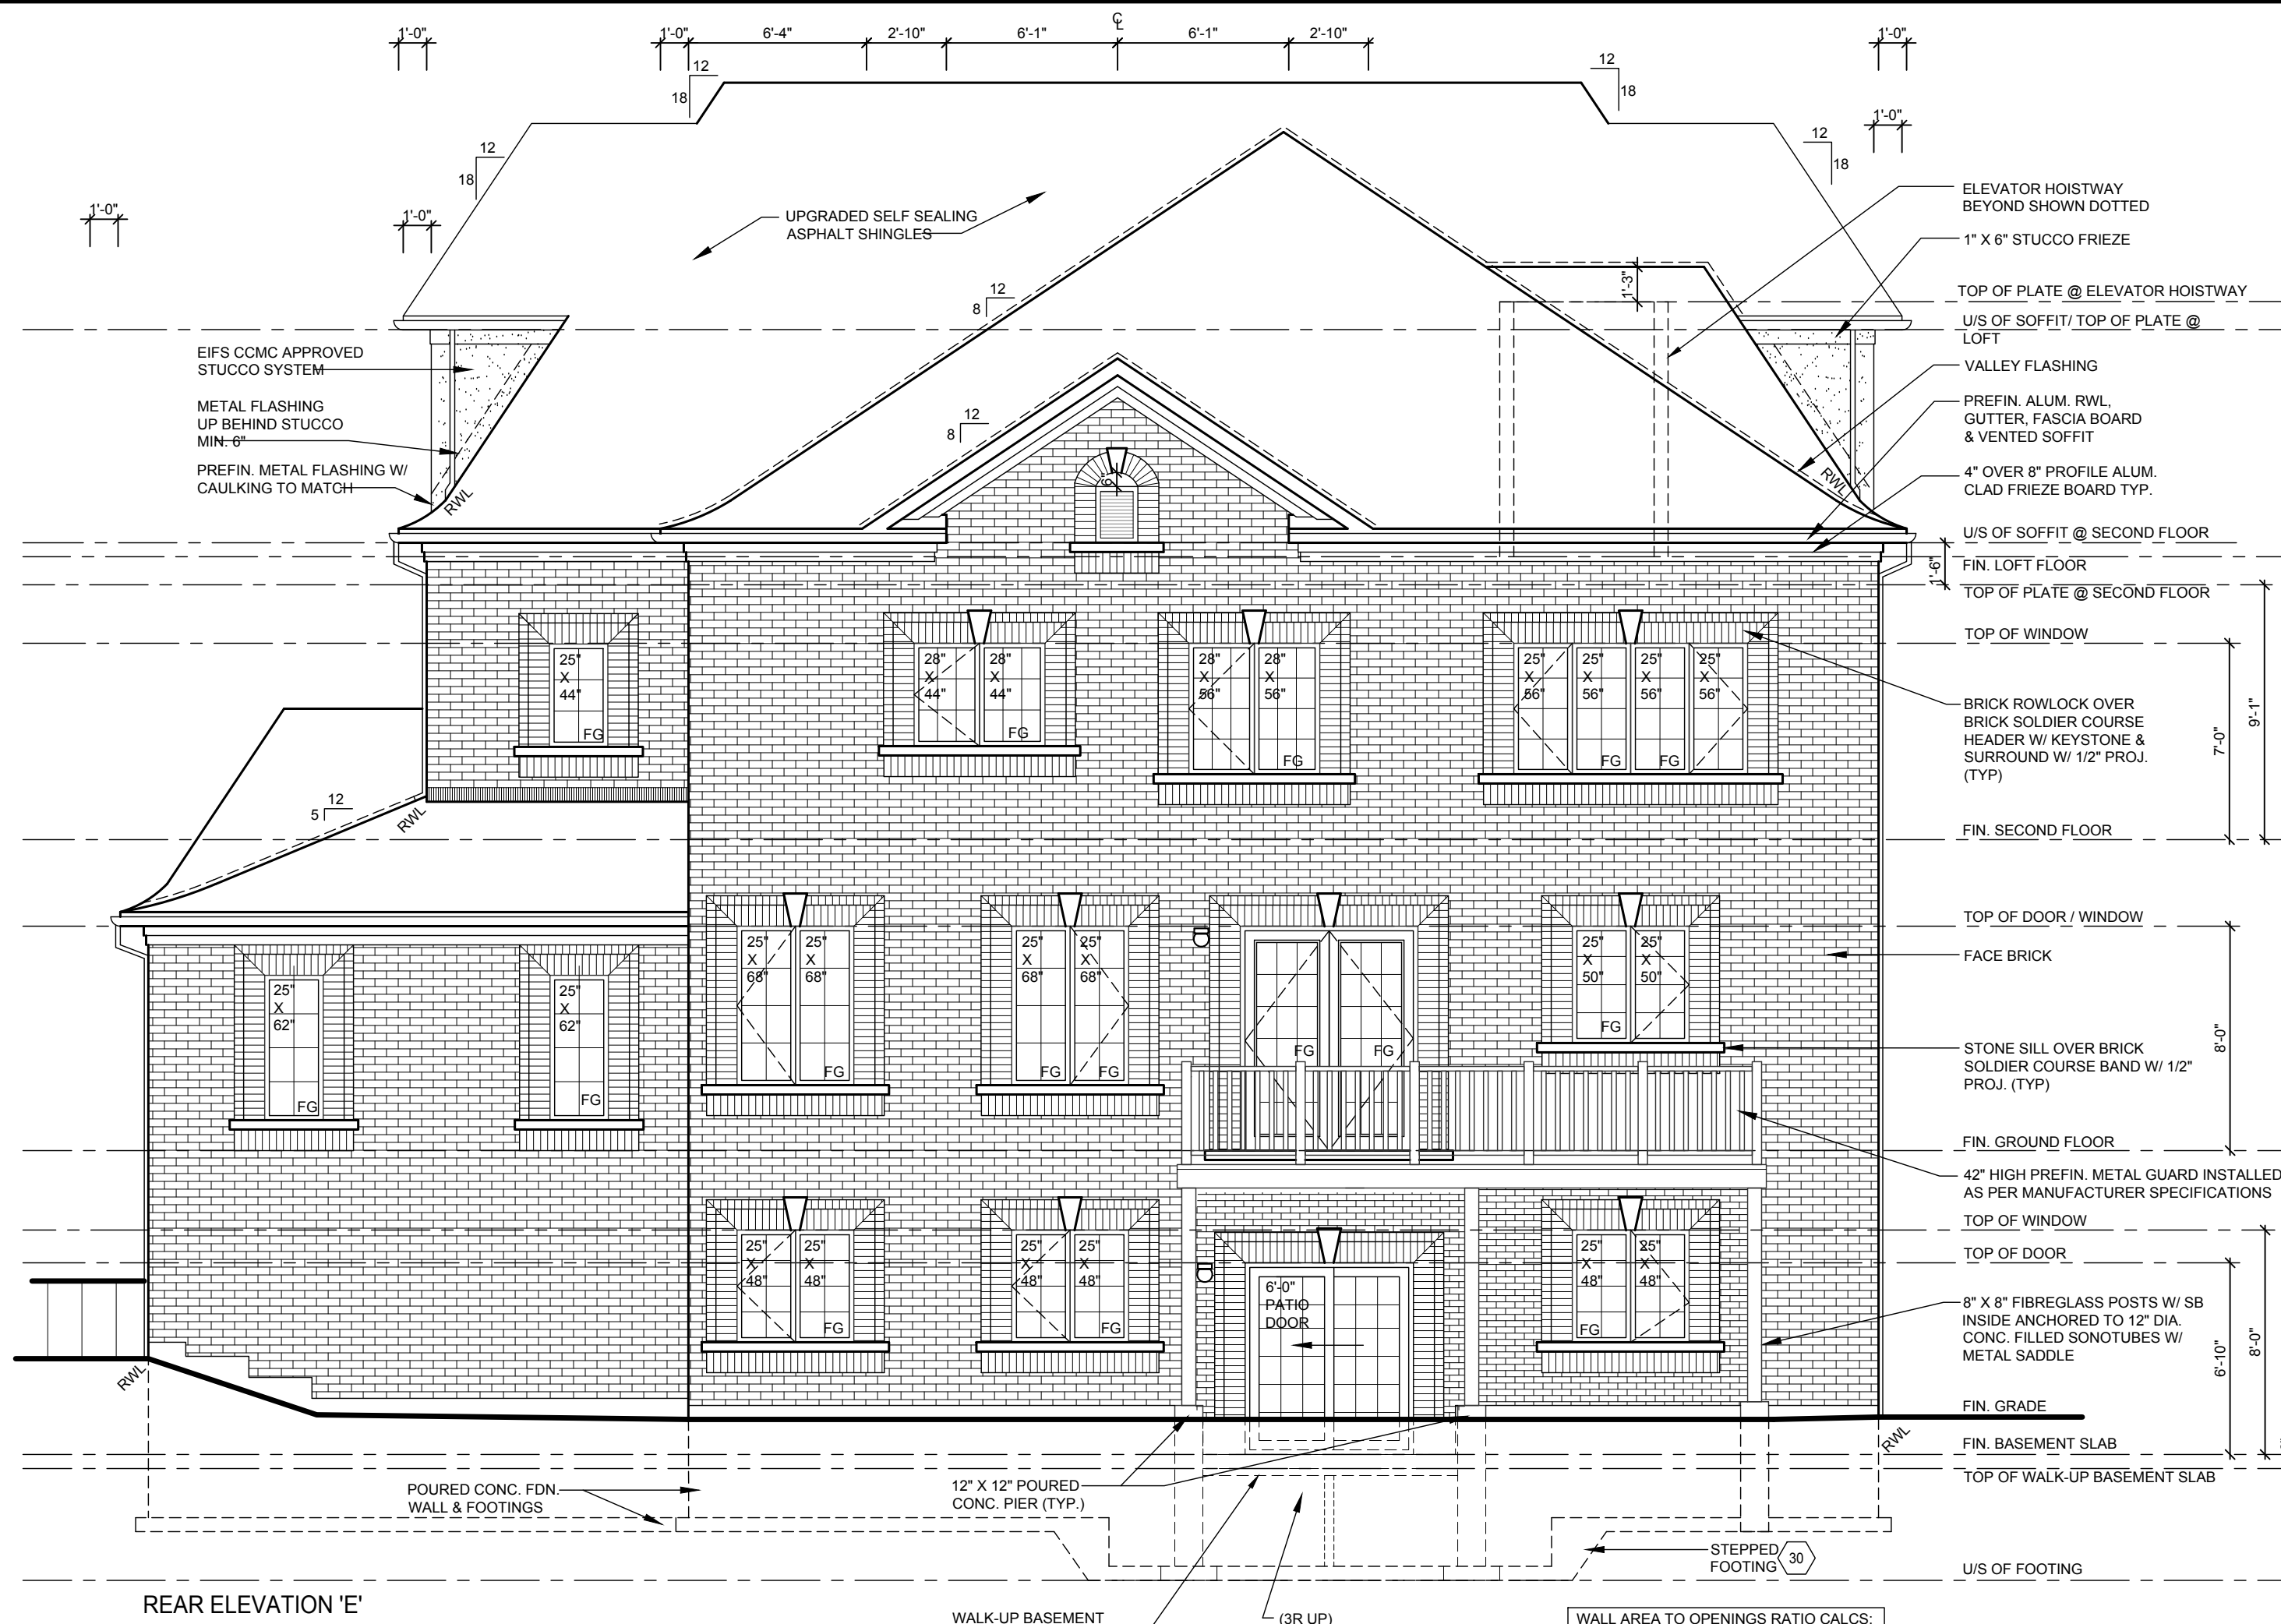 1'-0" 1'-0" 6'-4" 2'-10" 6'-1" ℄ 6'-1" 2'-10" 1'-0"
12 18
12 18
1'-0"
12 18
12 18
1'-0" 1'-0"
UPGRADED SELF SEALING
ASPHALT SHINGLES
12
8
12
8
1'-3"
6"
EIFS CCMC APPROVED
STUCCO SYSTEM
METAL FLASHING
UP BEHIND STUCCO
MIN. 6"
PREFIN. METAL FLASHING W/
CAULKING TO MATCH
RWL
RWL
ELEVATOR HOISTWAY
BEYOND SHOWN DOTTED
1" X 6" STUCCO FRIEZE
TOP OF PLATE @ ELEVATOR HOISTWAY
U/S OF SOFFIT/ TOP OF PLATE @
LOFT
VALLEY FLASHING
PREFIN. ALUM. RWL,
GUTTER, FASCIA BOARD
& VENTED SOFFIT
4" OVER 8" PROFILE ALUM.
CLAD FRIEZE BOARD TYP.
U/S OF SOFFIT @ SECOND FLOOR
FIN. LOFT FLOOR
1'-6"
TOP OF PLATE @ SECOND FLOOR
TOP OF WINDOW
25"
X
44"
FG
28" 28"
X X
44" 44"
FG
28" 28"
X X
56" 56"
FG
25" 25" 25" 25"
X X X X
56" 56" 56" 56"
FG FG
BRICK ROWLOCK OVER
BRICK SOLDIER COURSE
HEADER W/ KEYSTONE &
SURROUND W/ 1/2" PROJ.
(TYP)
7'-0"
9'-1"
12
5
RWL
FIN. SECOND FLOOR
TOP OF DOOR / WINDOW
FACE BRICK
25"
X
62"
FG
25"
X
62"
FG
25" 25"
X X
68" 68"
FG
25" 25"
X X
68" 68"
FG FG
FG FG
25" 25"
X X
50" 50"
FG
STONE SILL OVER BRICK
SOLDIER COURSE BAND W/ 1/2"
PROJ. (TYP)
8'-0"
FIN. GROUND FLOOR
42" HIGH PREFIN. METAL GUARD INSTALLED
AS PER MANUFACTURER SPECIFICATIONS
TOP OF WINDOW
TOP OF DOOR
25" 25"
X X
48" 48"
FG
25" 25"
X X
48" 48"
FG
6'-0"
PATIO
DOOR
25" 25"
X X
48" 48"
FG
8" X 8" FIBREGLASS POSTS W/ SB
INSIDE ANCHORED TO 12" DIA.
CONC. FILLED SONOTUBES W/
METAL SADDLE
6'-10"
8'-0"
RWL
FIN. GRADE
FIN. BASEMENT SLAB
RWL
TOP OF WALK-UP BASEMENT SLAB
POURED CONC. FDN.
WALL & FOOTINGS
12" X 12" POURED
CONC. PIER (TYP.)
STEPPED
FOOTING 30
U/S OF FOOTING
REAR ELEVATION 'E'
WALK-UP BASEMENT
(3R UP)
WALL AREA TO OPENINGS RATIO CALCS: